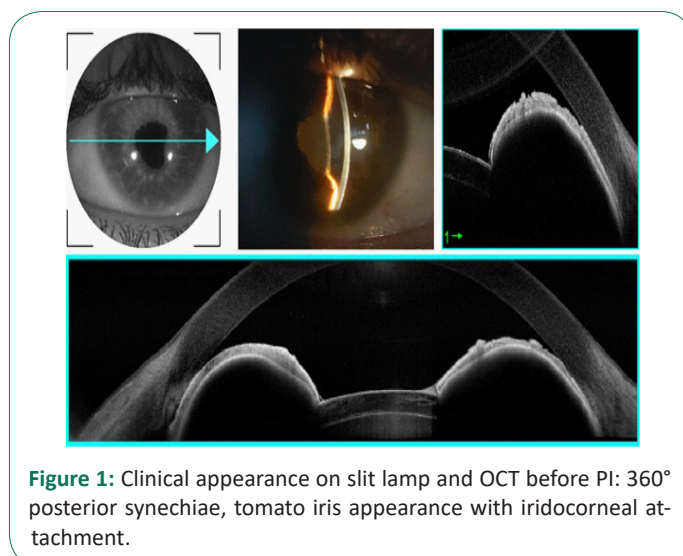 1→
Figure 1: Clinical appearance on slit lamp and OCT before PI: 360°
posterior synechiae, tomato iris appearance with iridocorneal at-
tachment.